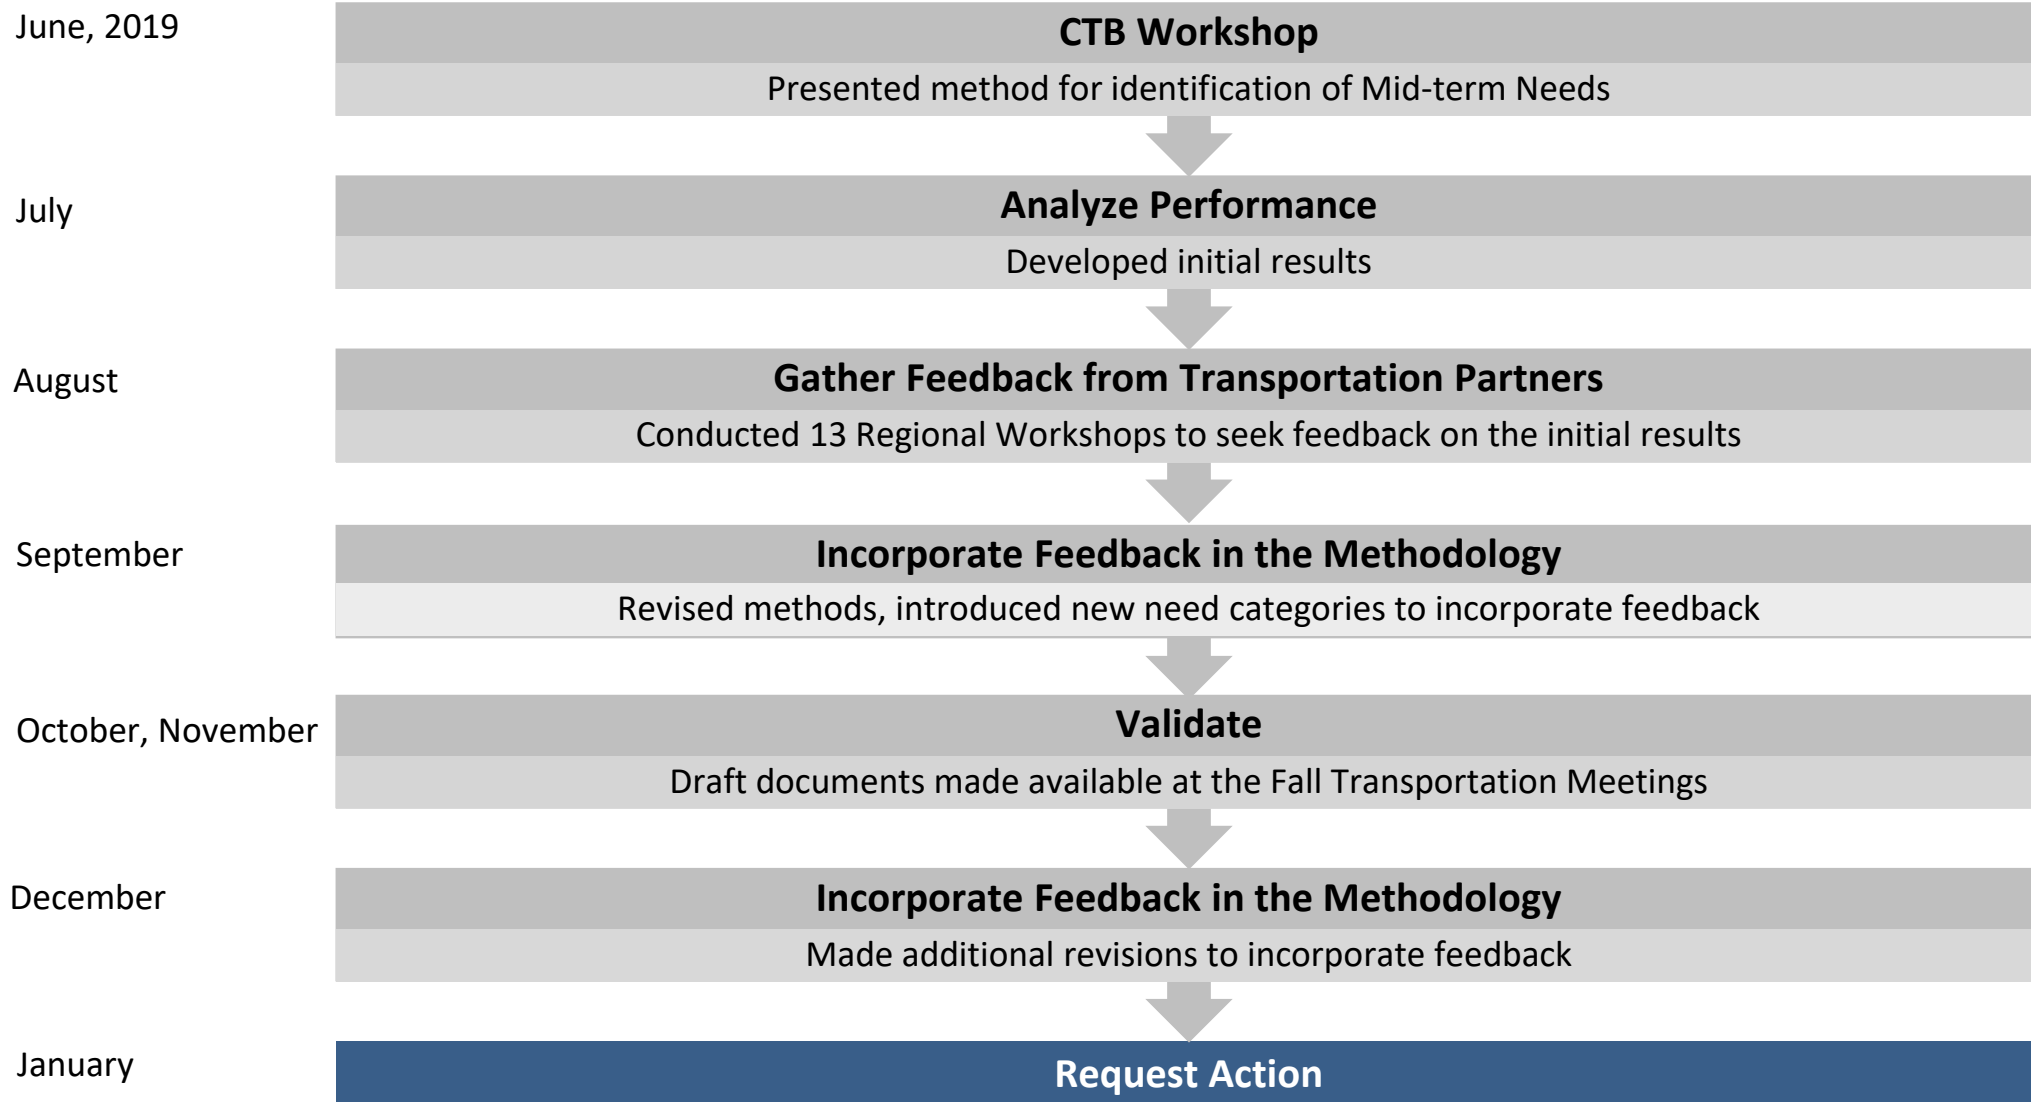 June, 2019
CTB Workshop
Presented method for identification of Mid-term Needs
July
Analyze Performance
Developed initial results
August
Gather Feedback from Transportation Partners
Conducted 13 Regional Workshops to seek feedback on the initial results
September
Incorporate Feedback in the Methodology
Revised methods, introduced new need categories to incorporate feedback
October, November
Validate
Draft documents made available at the Fall Transportation Meetings
December
Incorporate Feedback in the Methodology
Made additional revisions to incorporate feedback
January
Request Action